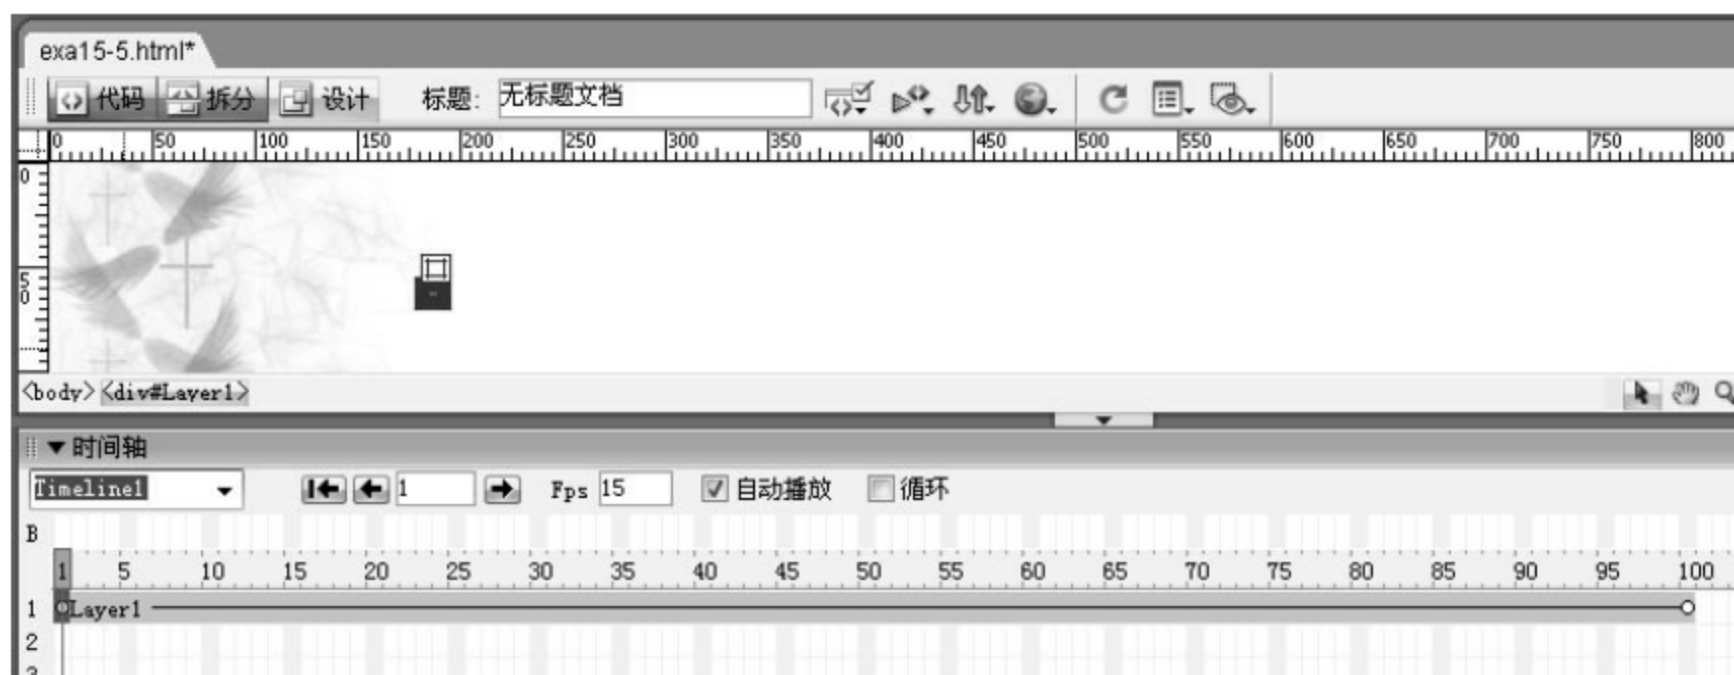 exa15-5.html*
代码 拆分 设计 标题: 无标题文档
0 50 100 150 200 250 300 350 400 450 500 550 600 650 700 750 800
0
50
<body> <div#Layer1>
时间轴
Timeline1 1 Fps 15 自动播放 循环
B
1 5 10 15 20 25 30 35 40 45 50 55 60 65 70 75 80 85 90 95 100
1 Layer1
2
3